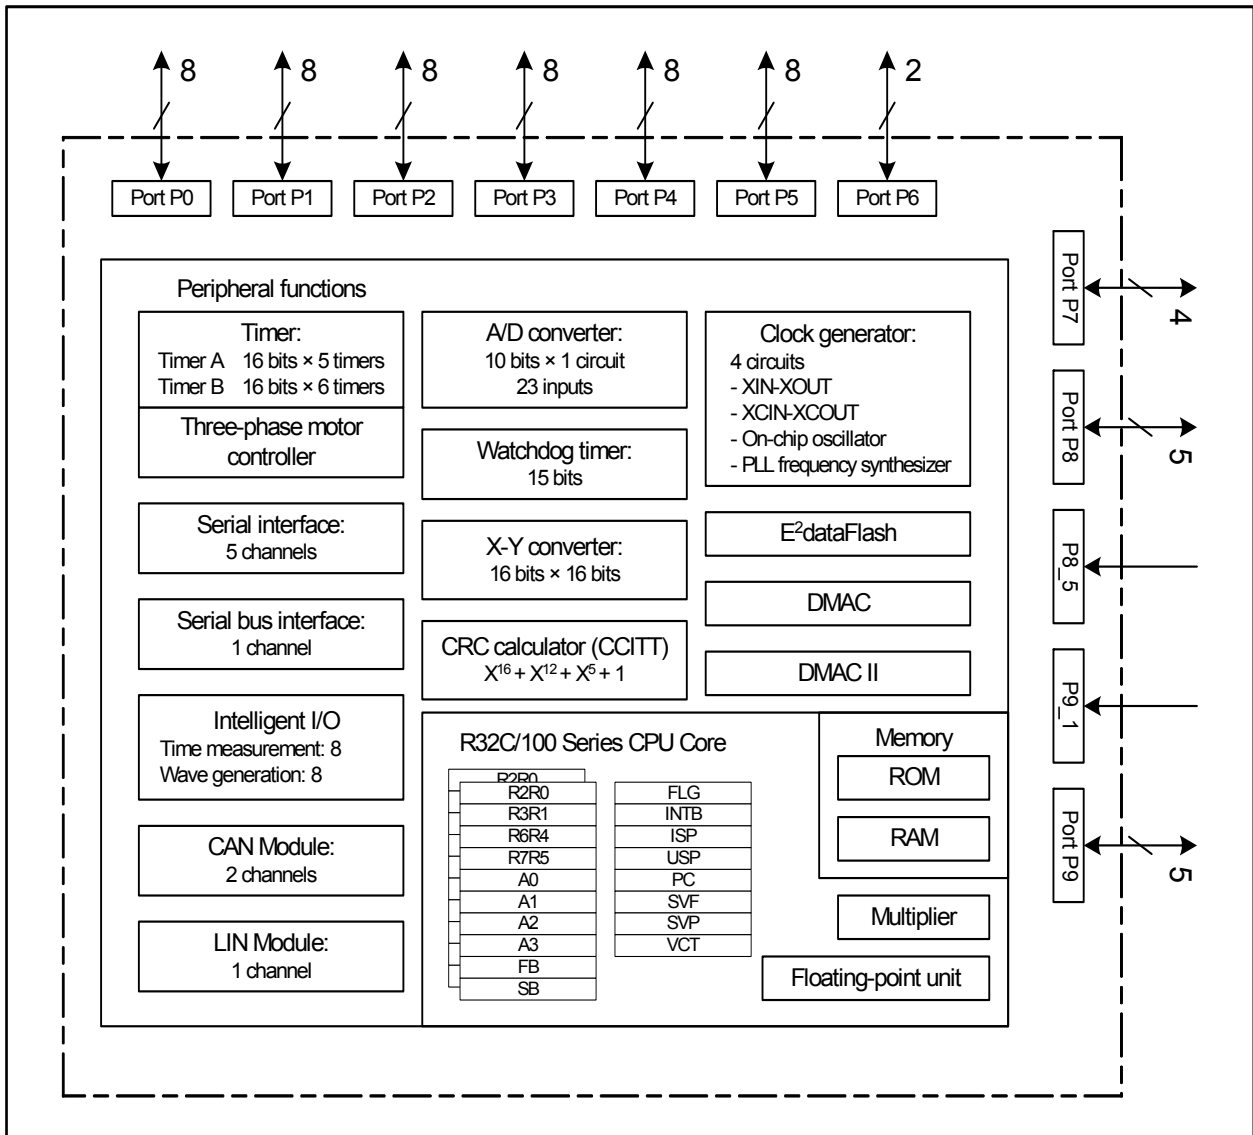 8 8 8 8 8 8 2
Port P0 Port P1 Port P2 Port P3 Port P4 Port P5 Port P6
Port P7
4
Port P8
5
P8_5
P9_1
Port P9
5
Peripheral functions
Timer:
Timer A 16 bits × 5 timers
Timer B 16 bits × 6 timers
Three-phase motor
controller
Serial interface:
5 channels
Serial bus interface:
1 channel
Intelligent I/O
Time measurement: 8
Wave generation: 8
CAN Module:
2 channels
LIN Module:
1 channel
A/D converter:
10 bits × 1 circuit
23 inputs
Watchdog timer:
15 bits
X-Y converter:
16 bits × 16 bits
CRC calculator (CCITT)
X¹⁶ + X¹² + X⁵ + 1
Clock generator:
4 circuits
- XIN-XOUT
- XCIN-XCOUT
- On-chip oscillator
- PLL frequency synthesizer
E²dataFlash
DMAC
DMAC II
R32C/100 Series CPU Core
R2R0
R2R0
R3R1
R6R4
R7R5
A0
A1
A2
A3
FB
SB
FLG
INTB
ISP
USP
PC
SVF
SVP
VCT
Memory
ROM
RAM
Multiplier
Floating-point unit